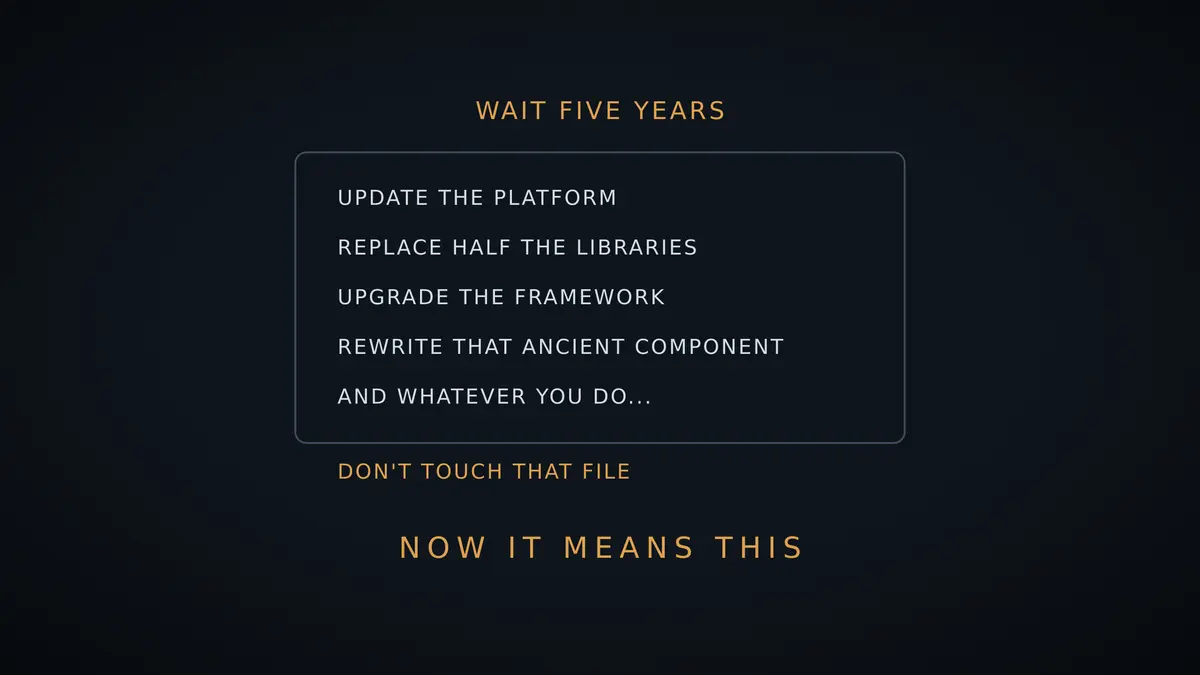 WAIT FIVE YEARS
UPDATE THE PLATFORM
REPLACE HALF THE LIBRARIES
UPGRADE THE FRAMEWORK
REWRITE THAT ANCIENT COMPONENT
AND WHATEVER YOU DO...
DON'T TOUCH THAT FILE
NOW IT MEANS THIS